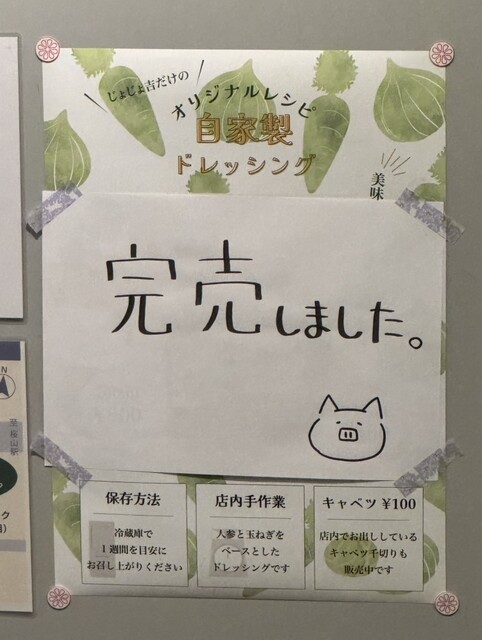 じょじょ吉だけの
オリジナルレシピ
自家製
ドレッシング
美味
完売しました。
保存方法
冷蔵庫で
1週間を目安に
お召し上がりください
店内手作業
人参と玉ねぎを
ベースとした
ドレッシングです
キャベツ ¥100
店内でお出ししている
キャベツ千切りも
販売中です
N
至 福山駅
ク